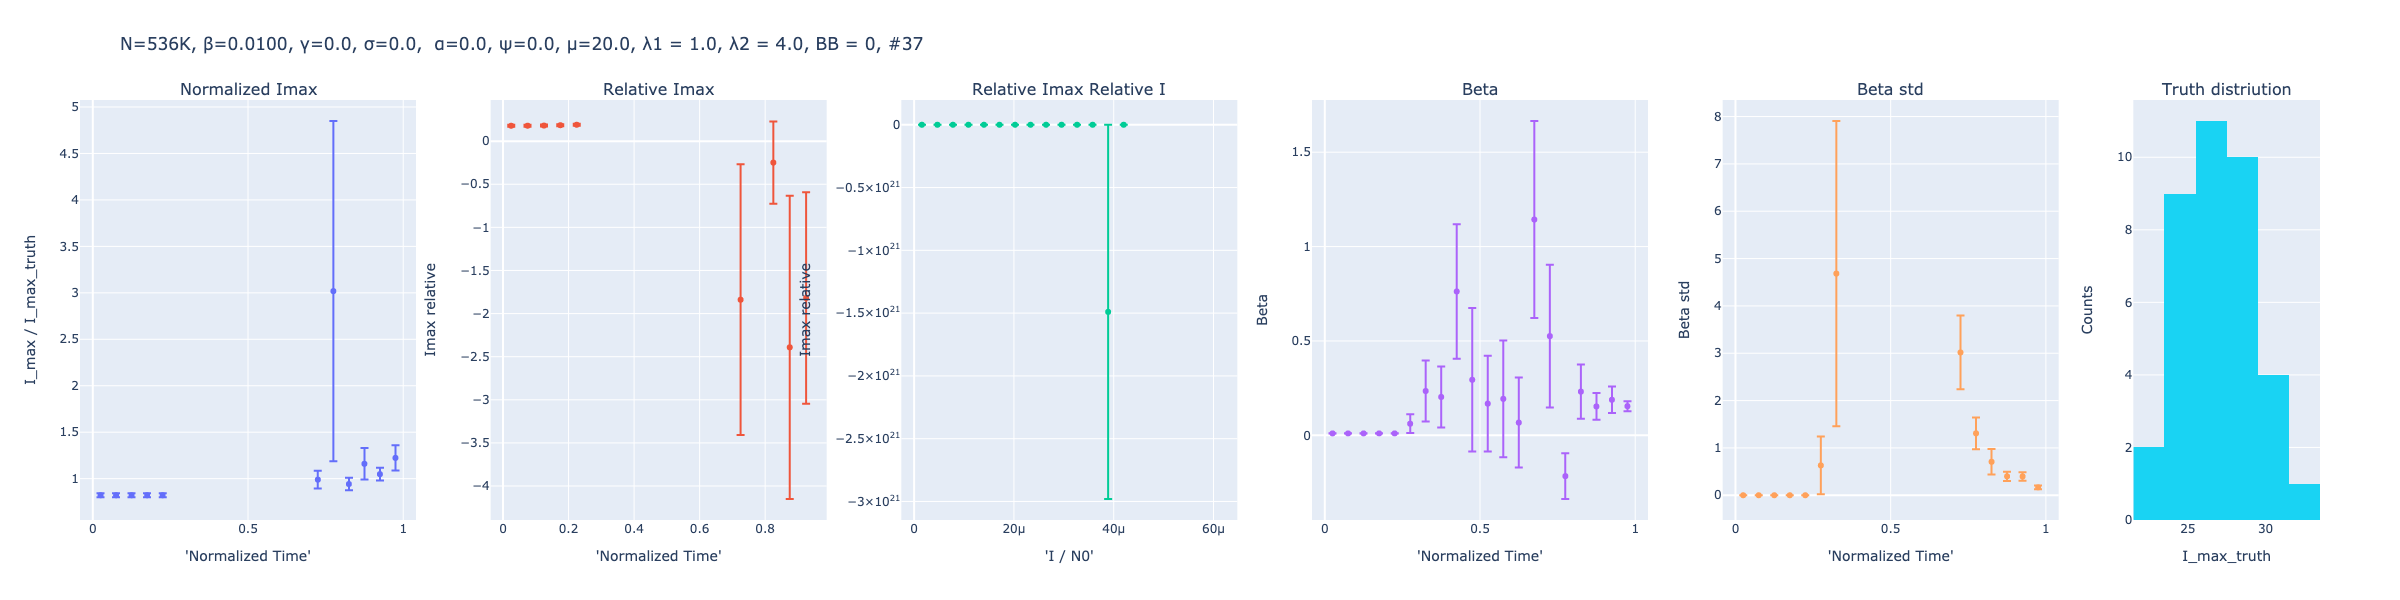 N=536K, β=0.0100, γ=0.0, σ=0.0,  α=0.0, ψ=0.0, μ=20.0, λ1 = 1.0, λ2 = 4.0, BB = 0, #37
Normalized Imax
I_max / I_max_truth
5
4.5
4
3.5
3
2.5
2
1.5
1
0 0.5 1
'Normalized Time'
Relative Imax
Imax relative
0
−0.5
−1
−1.5
−2
−2.5
−3
−3.5
−4
0 0.2 0.4 0.6 0.8
'Normalized Time'
Relative Imax Relative I
Imax relative
0
−0.5×10²¹
−1×10²¹
−1.5×10²¹
−2×10²¹
−2.5×10²¹
−3×10²¹
0 20μ 40μ 60μ
'I / N0'
Beta
Beta
1.5
1
0.5
0
0 0.5 1
'Normalized Time'
Beta std
Beta std
8
7
6
5
4
3
2
1
0
0 0.5 1
'Normalized Time'
Truth distriution
Counts
10
8
6
4
2
0
25 30
I_max_truth